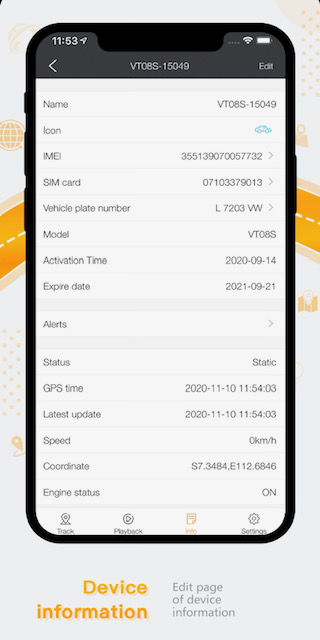 11:53
VT08S-15049 Edit
Name VT08S-15049
Icon
IMEI 355139070057732
SIM card 07103379013
Vehicle plate number L 7203 VW
Model VT08S
Activation Time 2020-09-14
Expire date 2021-09-21
Alerts
Status Static
GPS time 2020-11-10 11:54:03
Latest update 2020-11-10 11:54:03
Speed 0km/h
Coordinate S7.3484,E112.6846
Engine status ON
Track Playback Info Settings
Device
information
Edit page
of device
information